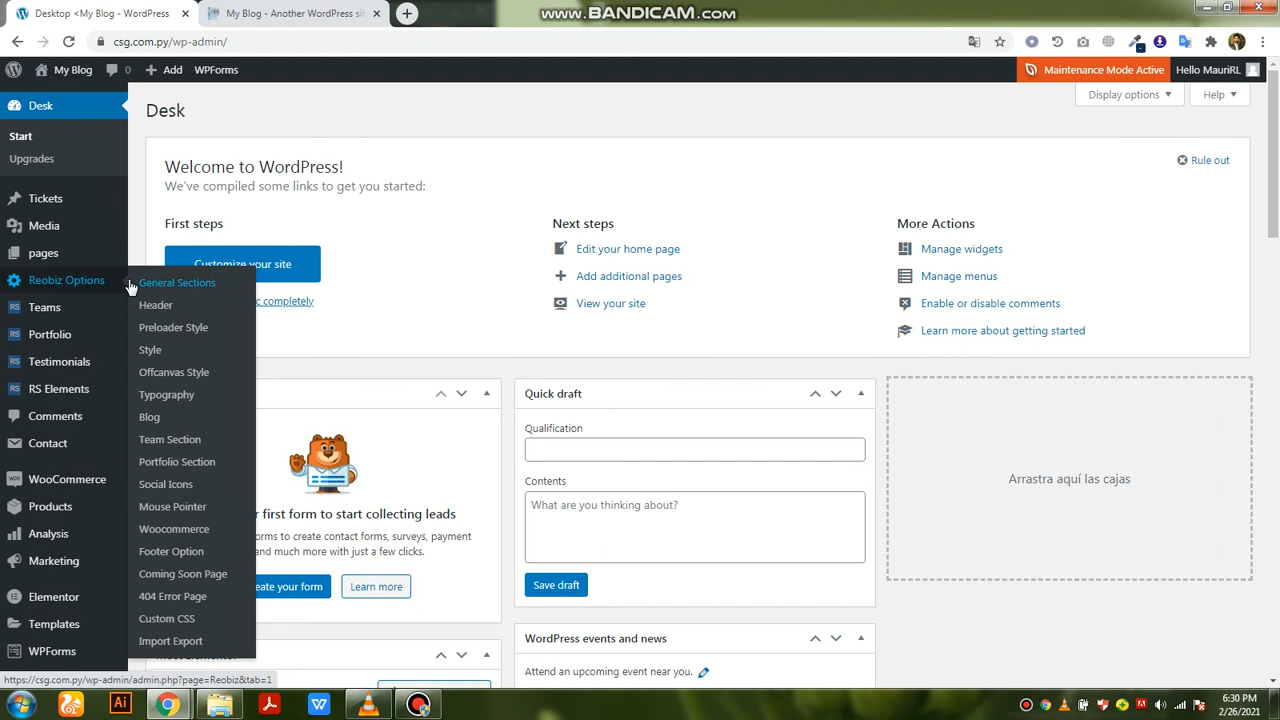 Desktop <My Blog - WordPress
My Blog - Another WordPress sit
www.BANDICAM.com
csg.com.py/wp-admin/
My Blog
0
Add
WPForms
Maintenance Mode Active
Hello MauriRL
Desk
Display options
Help
Desk
Start
Upgrades
Welcome to WordPress!
We've compiled some links to get you started:
Rule out
Tickets
Media
pages
Reobiz Options
Teams
Portfolio
Testimonials
RS Elements
Comments
Contact
WooCommerce
Products
Analysis
Marketing
Elementor
Templates
WPForms
RS
RS
RS
RS
First steps
Customize your site
c completely
Next steps
Edit your home page
Add additional pages
View your site
More Actions
Manage widgets
Manage menus
Enable or disable comments
Learn more about getting started
General Sections
Header
Preloader Style
Style
Offcanvas Style
Typography
Blog
Team Section
Portfolio Section
Social Icons
Mouse Pointer
Woocommerce
Footer Option
Coming Soon Page
404 Error Page
Custom CSS
Import Export
r first form to start collecting leads
orms to create contact forms, surveys, payment
and much more with just a few clicks.
eate your form
Learn more
Quick draft
Qualification
Contents
What are you thinking about?
Save draft
WordPress events and news
Attend an upcoming event near you.
Arrastra aquí las cajas
https://csg.com.py/wp-admin/admin.php?page=Reobiz&tab=1
Ai
W
6:30 PM
2/26/2021